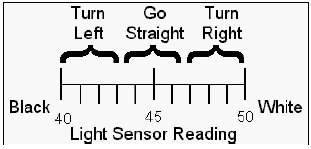 Turn Go Turn
Left Straight Right
Black White
40 45 50
Light Sensor Reading